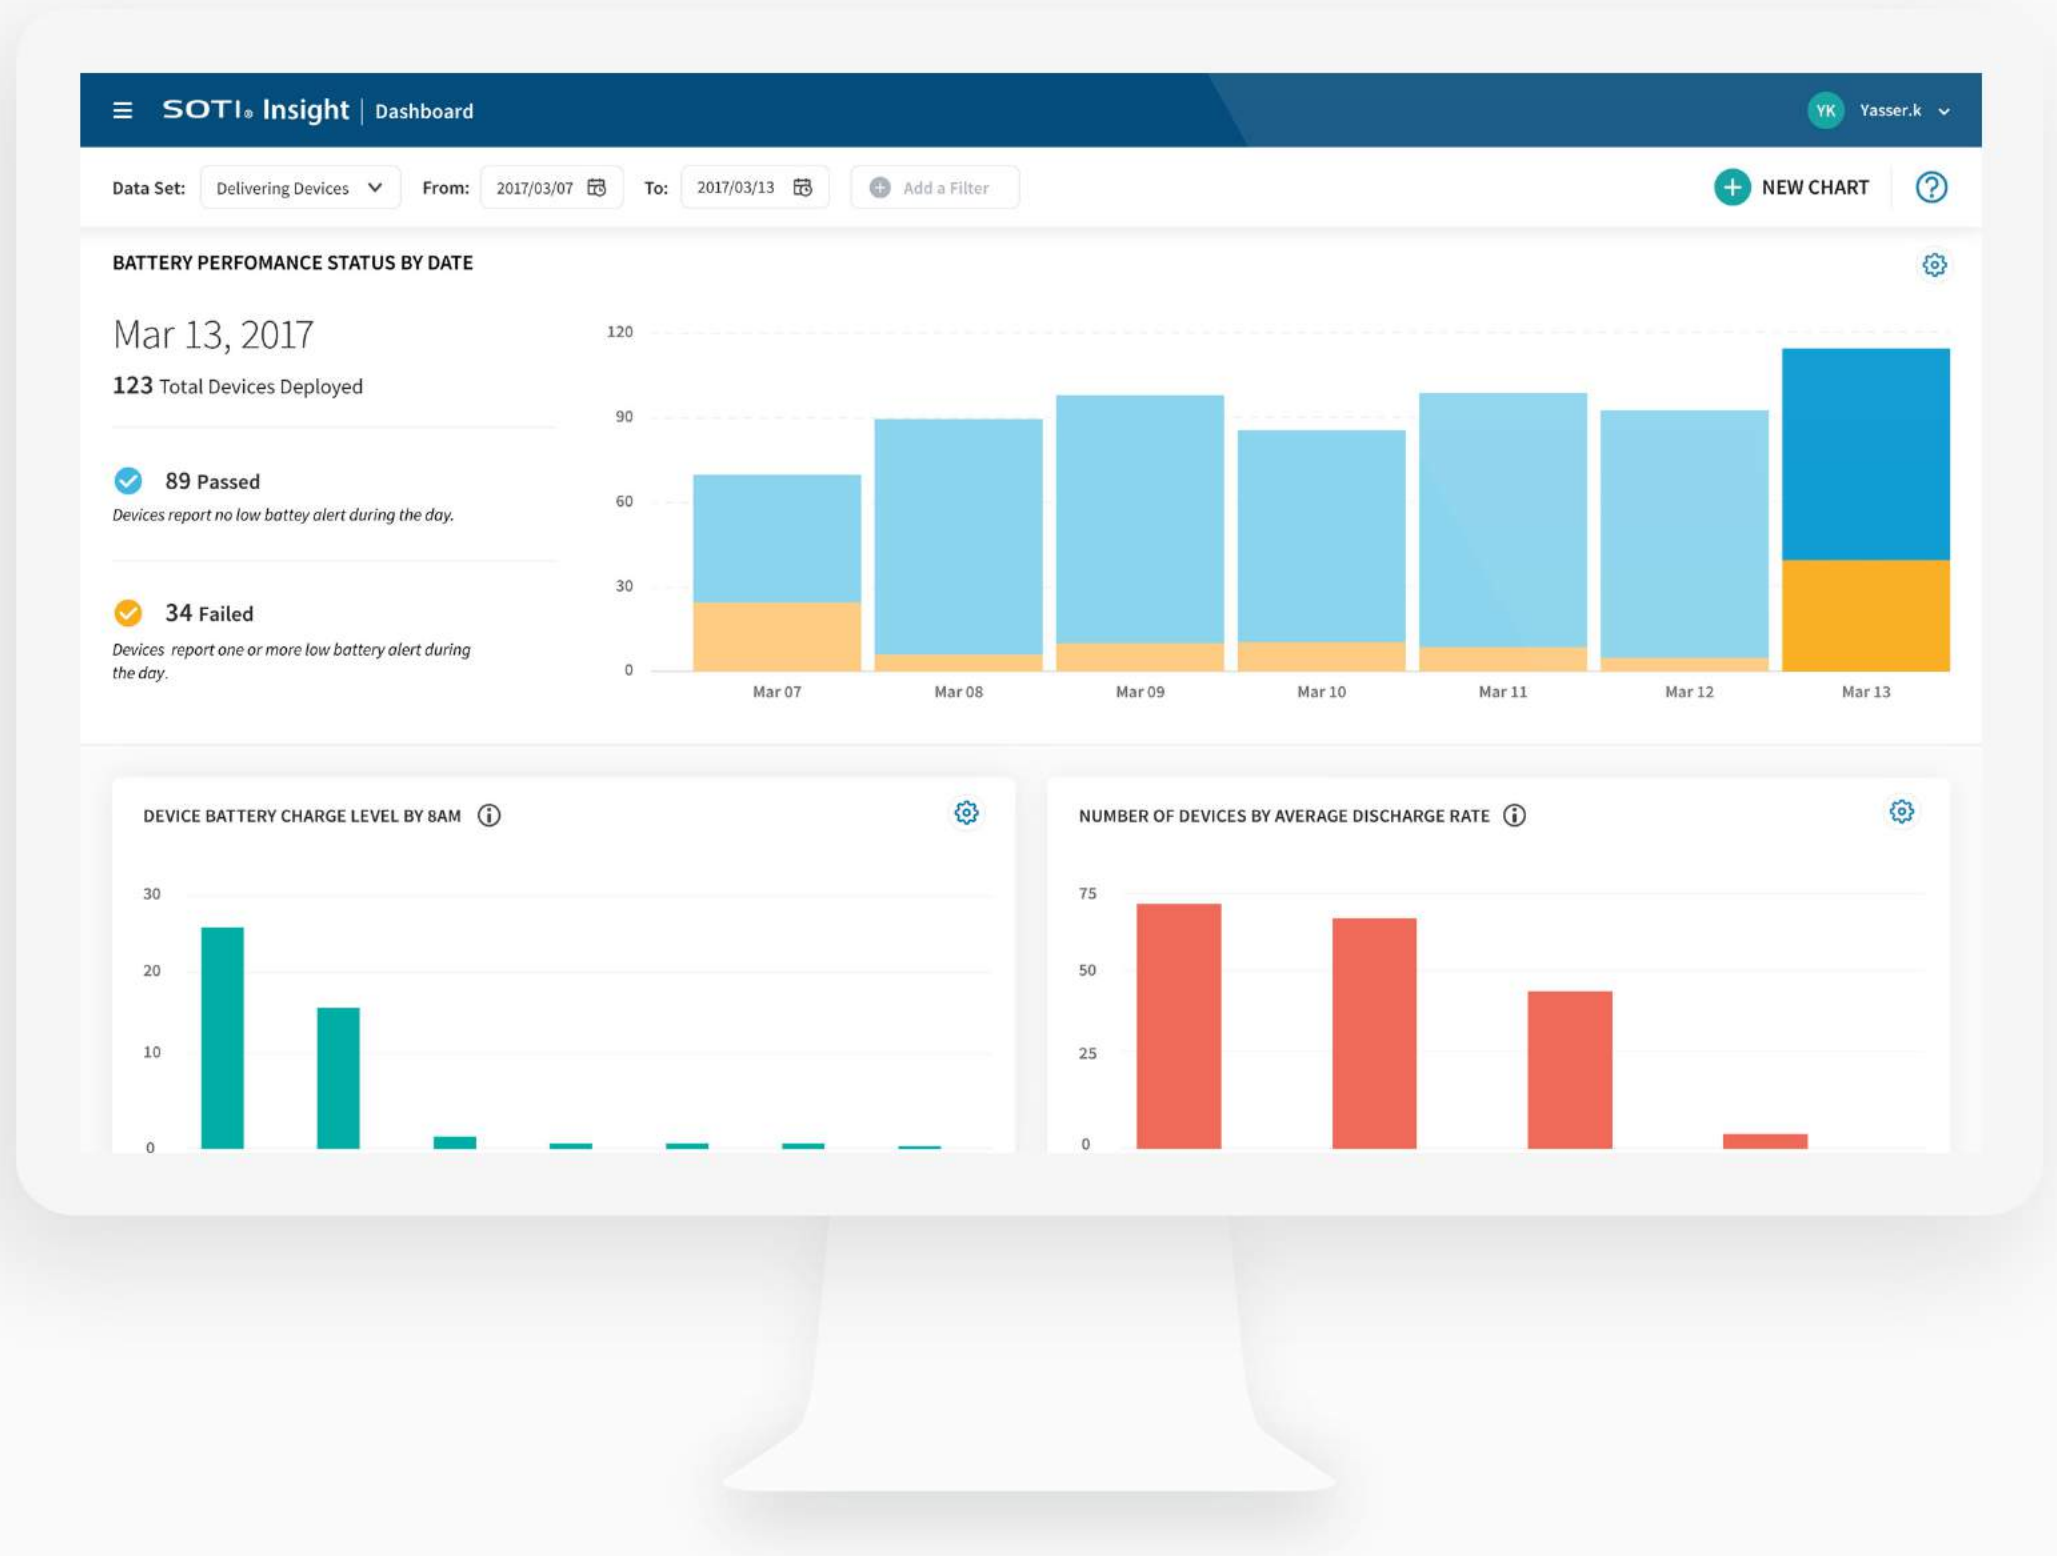 SOTI® Insight | Dashboard
YK Yasser.k
Data Set: Delivering Devices From: 2017/03/07 To: 2017/03/13 Add a Filter NEW CHART
BATTERY PERFOMANCE STATUS BY DATE
Mar 13, 2017
123 Total Devices Deployed
89 Passed
Devices report no low battey alert during the day.
34 Failed
Devices report one or more low battery alert during
the day.
120
90
60
30
0
Mar 07 Mar 08 Mar 09 Mar 10 Mar 11 Mar 12 Mar 13
DEVICE BATTERY CHARGE LEVEL BY 8AM
30
20
10
0
NUMBER OF DEVICES BY AVERAGE DISCHARGE RATE
75
50
25
0